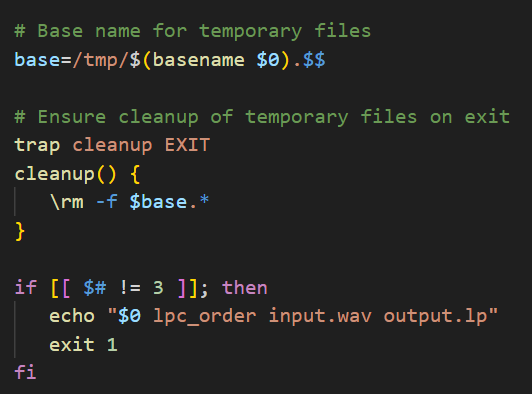 # Base name for temporary files
base=/tmp/$(basename $0).$$
# Ensure cleanup of temporary files on exit
trap cleanup EXIT
cleanup() {
   \rm -f $base.*
}
if [[ $# != 3 ]]; then
   echo "$0 lpc_order input.wav output.lp"
   exit 1
fi